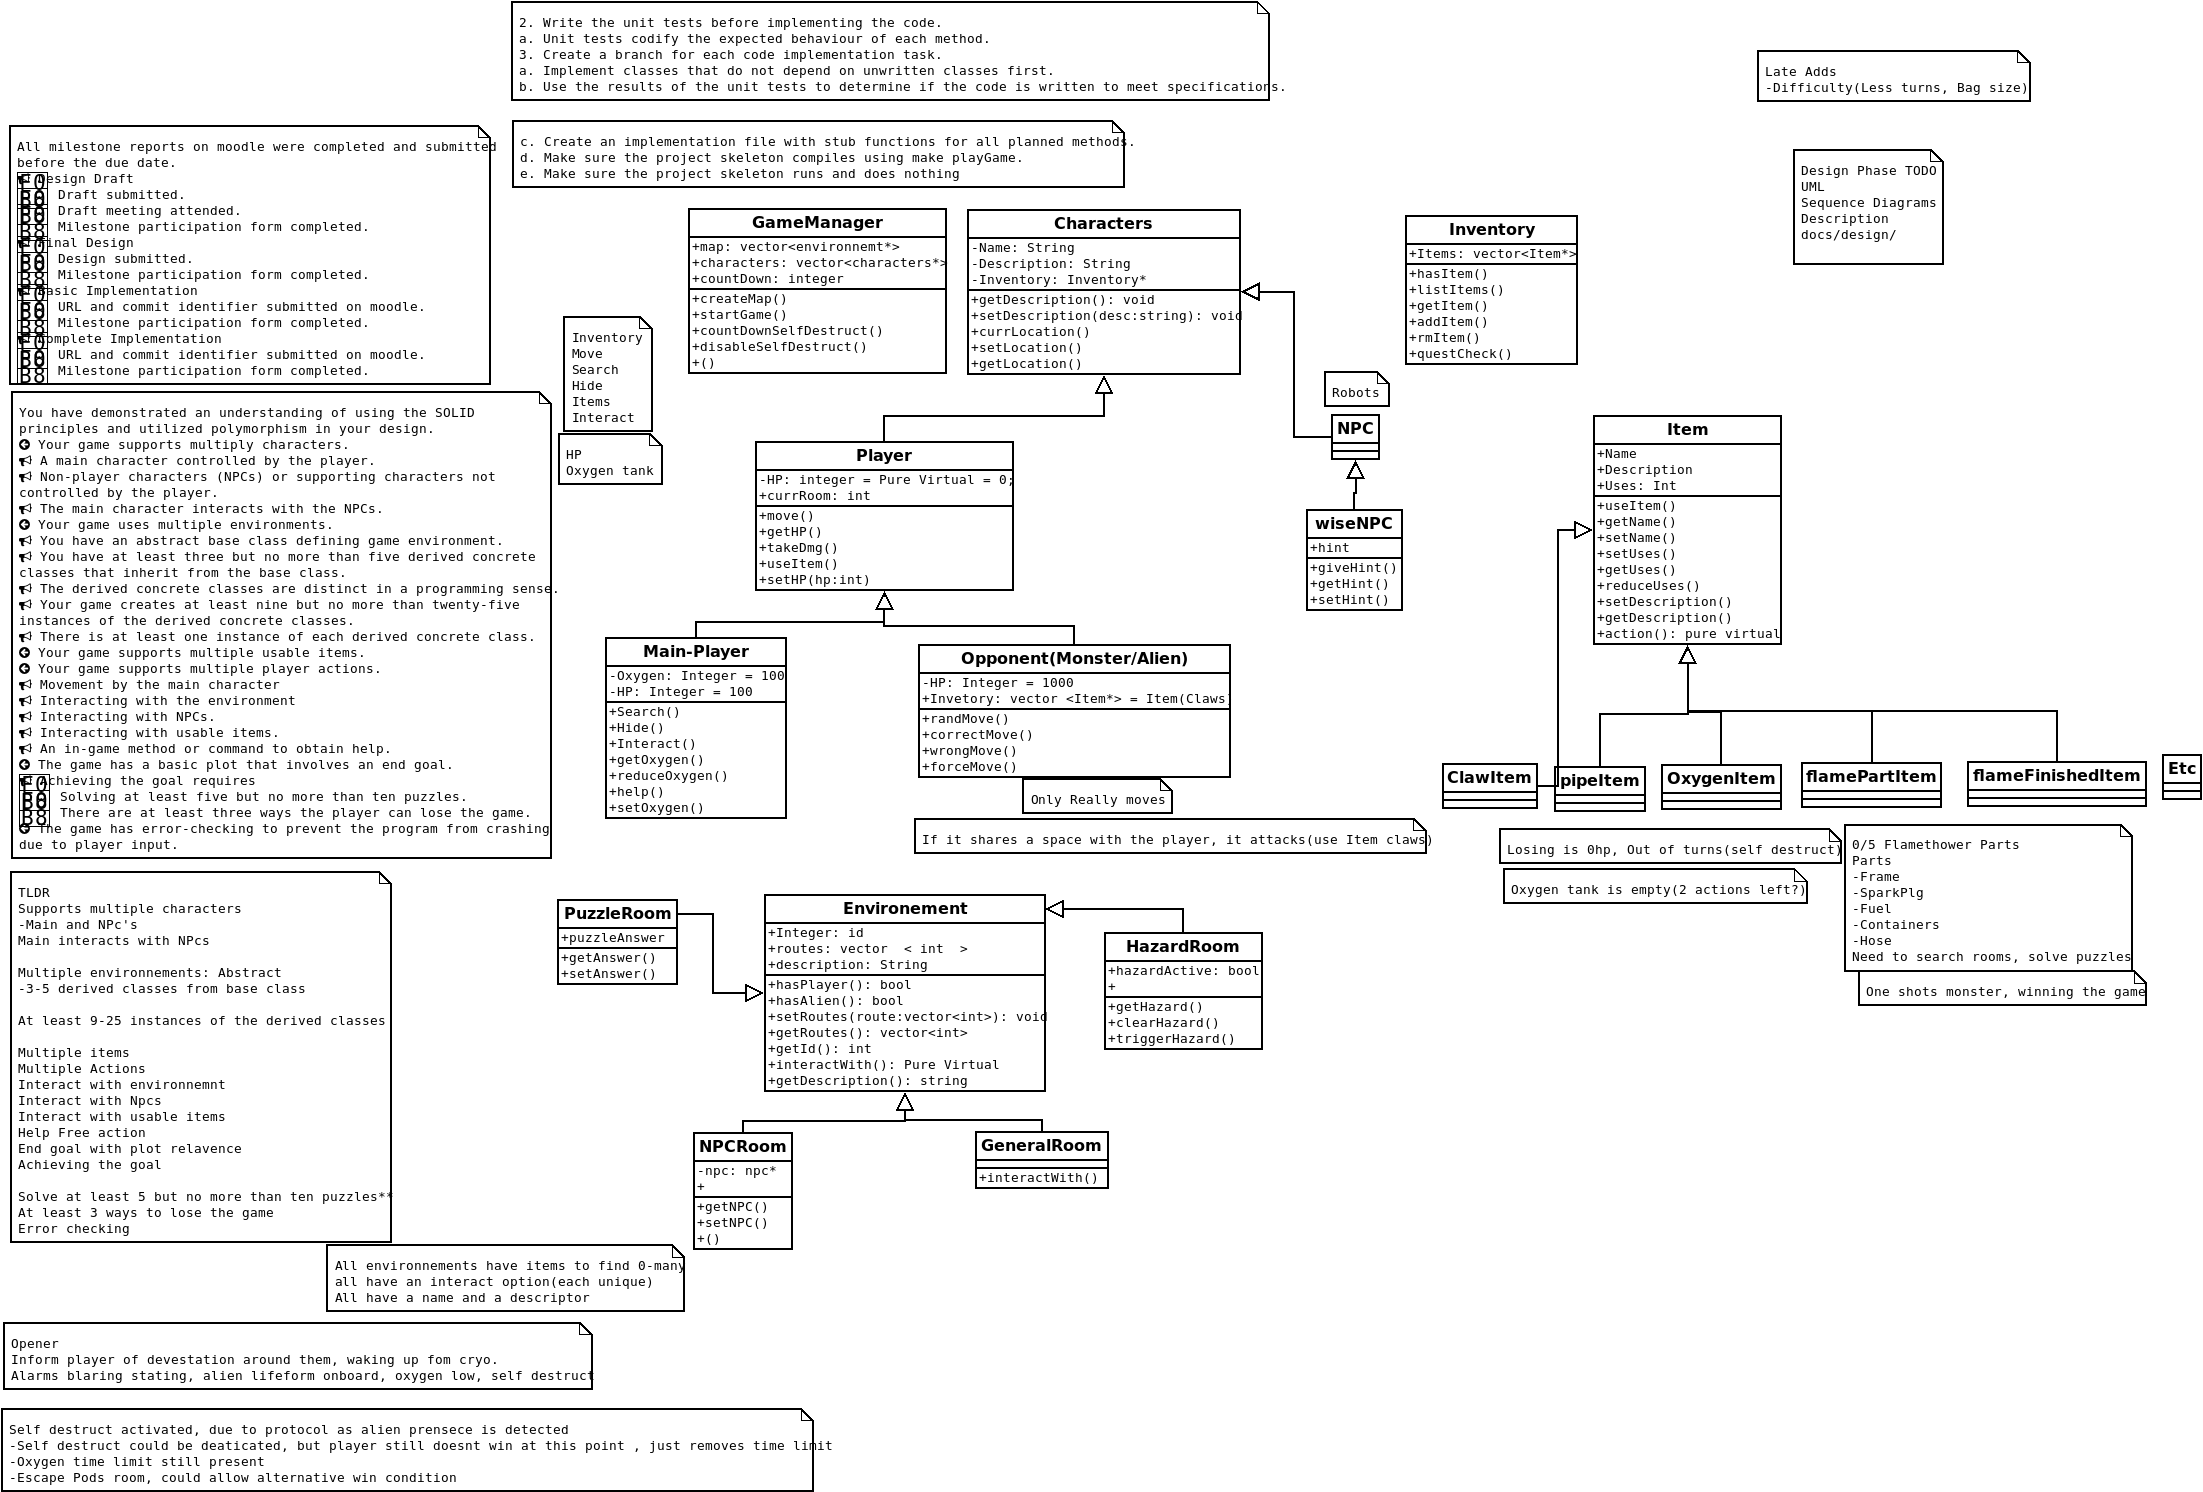 2. Write the unit tests before implementing the code.
a. Unit tests codify the expected behaviour of each method.
3. Create a branch for each code implementation task.
a. Implement classes that do not depend on unwritten classes first.
b. Use the results of the unit tests to determine if the code is written to meet specifications.
Late Adds
-Difficulty(Less turns, Bag size)
c. Create an implementation file with stub functions for all planned methods.
d. Make sure the project skeleton compiles using make playGame.
e. Make sure the project skeleton runs and does nothing
All milestone reports on moodle were completed and submitted
before the due date.
Design Draft
Draft submitted.
Draft meeting attended.
Milestone participation form completed.
Final Design
Design submitted.
Milestone participation form completed.
Basic Implementation
URL and commit identifier submitted on moodle.
Milestone participation form completed.
Complete Implementation
URL and commit identifier submitted on moodle.
Milestone participation form completed.
Design Phase TODO
UML
Sequence Diagrams
Description
docs/design/
GameManager
+map: vector<environnemt*>
+characters: vector<characters*>
+countDown: integer
+createMap()
+startGame()
+countDownSelfDestruct()
+disableSelfDestruct()
+()
Characters
-Name: String
-Description: String
-Inventory: Inventory*
+getDescription(): void
+setDescription(desc:string): void
+currLocation()
+setLocation()
+getLocation()
Inventory
+Items: vector<Item*>
+hasItem()
+listItems()
+getItem()
+addItem()
+rmItem()
+questCheck()
Inventory
Move
Search
Hide
Items
Interact
HP
Oxygen tank
Robots
NPC
wiseNPC
+hint
+giveHint()
+getHint()
+setHint()
Item
+Name
+Description
+Uses: Int
+useItem()
+getName()
+setName()
+setUses()
+getUses()
+reduceUses()
+setDescription()
+getDescription()
+action(): pure virtual
You have demonstrated an understanding of using the SOLID
principles and utilized polymorphism in your design.
Your game supports multiply characters.
A main character controlled by the player.
Non-player characters (NPCs) or supporting characters not
controlled by the player.
The main character interacts with the NPCs.
Your game uses multiple environments.
You have an abstract base class defining game environment.
You have at least three but no more than five derived concrete
classes that inherit from the base class.
The derived concrete classes are distinct in a programming sense.
Your game creates at least nine but no more than twenty-five
instances of the derived concrete classes.
There is at least one instance of each derived concrete class.
Your game supports multiple usable items.
Your game supports multiple player actions.
Movement by the main character
Interacting with the environment
Interacting with NPCs.
Interacting with usable items.
An in-game method or command to obtain help.
The game has a basic plot that involves an end goal.
Achieving the goal requires
Solving at least five but no more than ten puzzles.
There are at least three ways the player can lose the game.
The game has error-checking to prevent the program from crashing
due to player input.
Player
-HP: integer = Pure Virtual = 0;
+currRoom: int
+move()
+getHP()
+takeDmg()
+useItem()
+setHP(hp:int)
Main-Player
-Oxygen: Integer = 100
-HP: Integer = 100
+Search()
+Hide()
+Interact()
+getOxygen()
+reduceOxygen()
+help()
+setOxygen()
Opponent(Monster/Alien)
-HP: Integer = 1000
+Invetory: vector <Item*> = Item(Claws)
+randMove()
+correctMove()
+wrongMove()
+forceMove()
Only Really moves
If it shares a space with the player, it attacks(use Item claws)
ClawItem
pipeItem
OxygenItem
flamePartItem
flameFinishedItem
Etc
Losing is 0hp, Out of turns(self destruct)
Oxygen tank is empty(2 actions left?)
0/5 Flamethower Parts
Parts
-Frame
-SparkPlg
-Fuel
-Containers
-Hose
Need to search rooms, solve puzzles
One shots monster, winning the game
TLDR
Supports multiple characters
-Main and NPc's
Main interacts with NPcs
Multiple environnements: Abstract
-3-5 derived classes from base class
At least 9-25 instances of the derived classes
Multiple items
Multiple Actions
Interact with environnemnt
Interact with Npcs
Interact with usable items
Help Free action
End goal with plot relavence
Achieving the goal
Solve at least 5 but no more than ten puzzles**
At least 3 ways to lose the game
Error checking
PuzzleRoom
+puzzleAnswer
+getAnswer()
+setAnswer()
Environement
+Integer: id
+routes: vector < int >
+description: String
+hasPlayer(): bool
+hasAlien(): bool
+setRoutes(route:vector<int>): void
+getRoutes(): vector<int>
+getId(): int
+interactWith(): Pure Virtual
+getDescription(): string
HazardRoom
+hazardActive: bool
+
+getHazard()
+clearHazard()
+triggerHazard()
NPCRoom
-npc: npc*
+
+getNPC()
+setNPC()
+()
GeneralRoom
+interactWith()
All environnements have items to find 0-many
all have an interact option(each unique)
All have a name and a descriptor
Opener
Inform player of devestation around them, waking up fom cryo.
Alarms blaring stating, alien lifeform onboard, oxygen low, self destruct
Self destruct activated, due to protocol as alien prensece is detected
-Self destruct could be deaticated, but player still doesnt win at this point , just removes time limit
-Oxygen time limit still present
-Escape Pods room, could allow alternative win condition